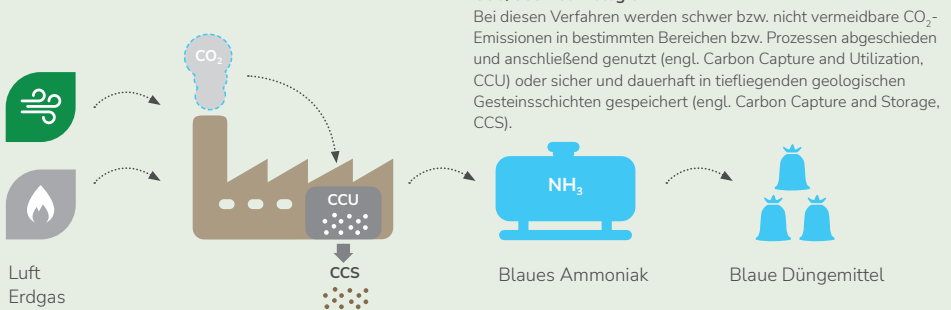 Bei diesen Verfahren werden schwer bzw. nicht vermeidbare CO₂-
Emissionen in bestimmten Bereichen bzw. Prozessen abgeschieden
und anschließend genutzt (engl. Carbon Capture and Utilization,
CCU) oder sicher und dauerhaft in tiefliegenden geologischen
Gesteinsschichten gespeichert (engl. Carbon Capture and Storage,
CCS).
CO₂
CCU
NH₃
CCS
Luft
Erdgas
Blaues Ammoniak
Blaue Düngemittel